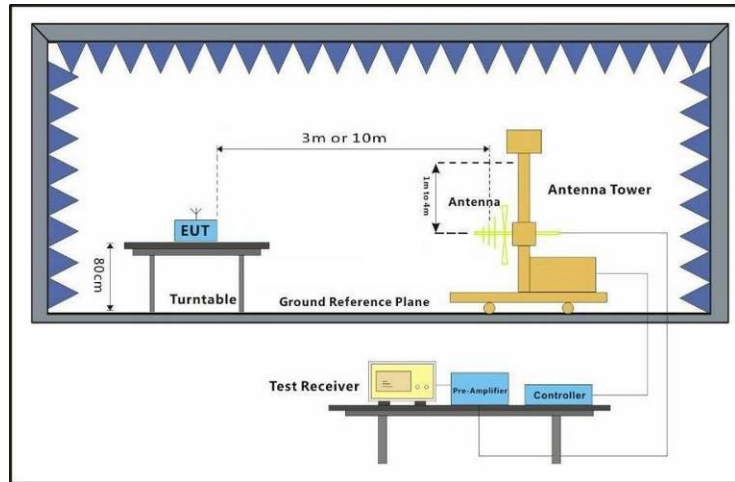 3m or 10m
1m to 4m
Antenna
Antenna Tower
EUT
80cm
Turntable
Ground Reference Plane
Test Receiver
Pre-Amplifier
Controller